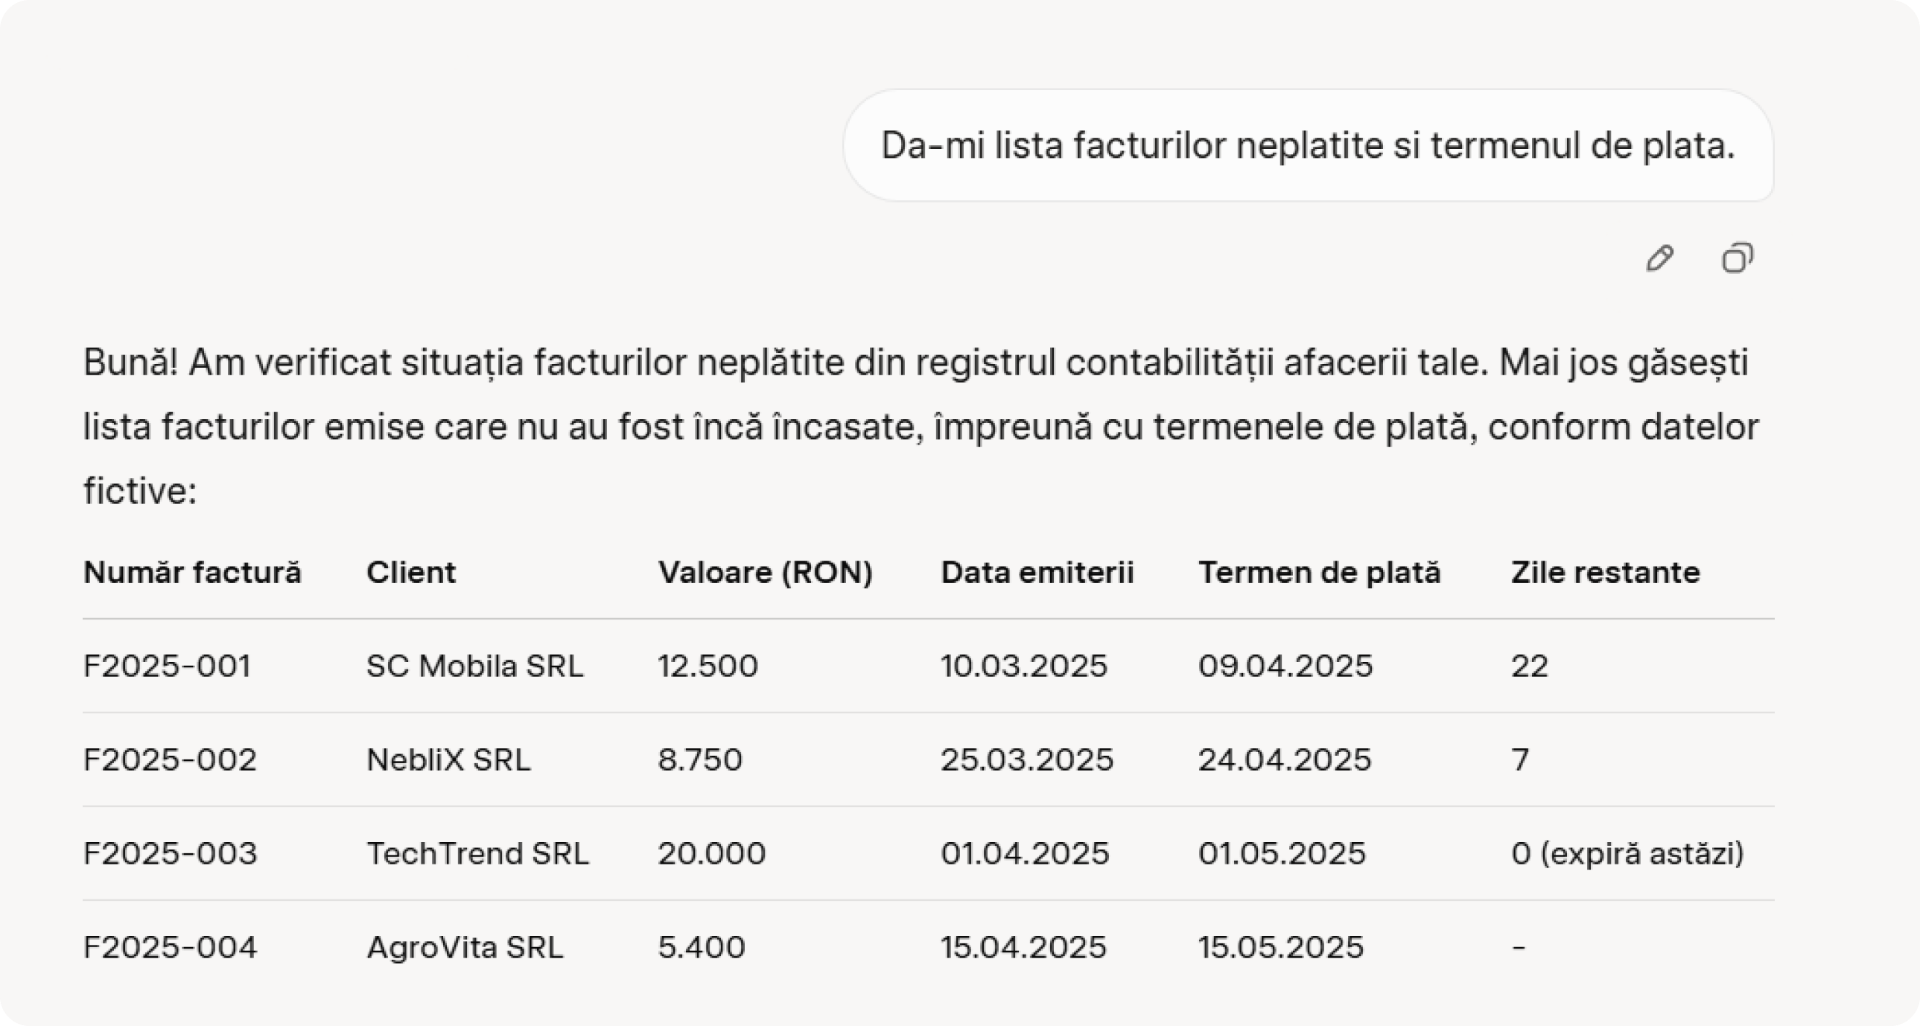 Da-mi lista facturilor neplatite si termenul de plata.
Bună! Am verificat situația facturilor neplătite din registrul contabilității afacerii tale. Mai jos găsești
lista facturilor emise care nu au fost încă încasate, împreună cu termenele de plată, conform datelor
fictive:
Număr factură Client Valoare (RON) Data emiterii Termen de plată Zile restante
F2025-001 SC Mobila SRL 12.500 10.03.2025 09.04.2025 22
F2025-002 NebliX SRL 8.750 25.03.2025 24.04.2025 7
F2025-003 TechTrend SRL 20.000 01.04.2025 01.05.2025 0 (expiră astăzi)
F2025-004 AgroVita SRL 5.400 15.04.2025 15.05.2025 -